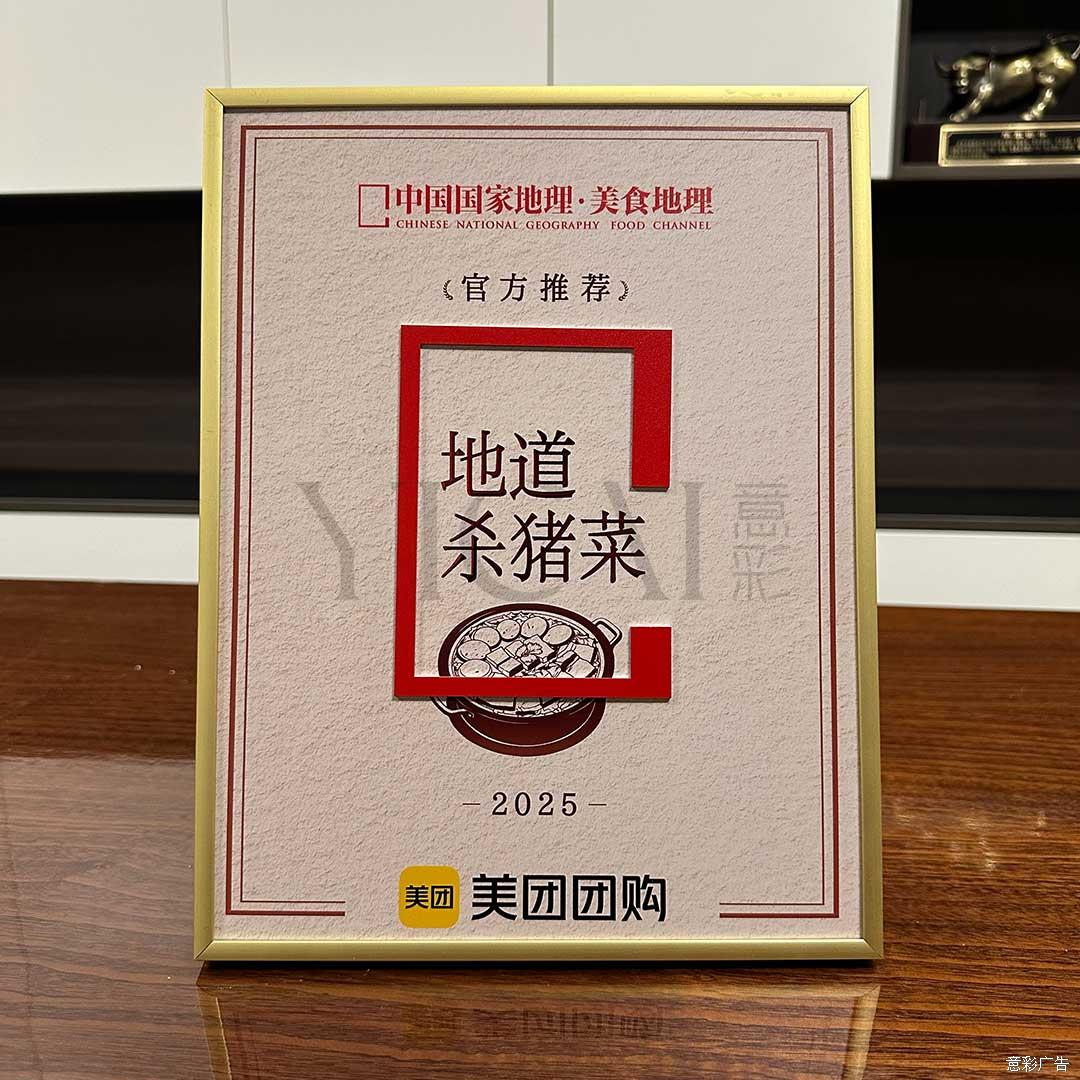 中国国家地理·美食地理
CHINESE NATIONAL GEOGRAPHY FOOD CHANNEL
官方推荐
地道
杀猪菜
YICAI 意彩
2025
美团 美团团购
意彩广告